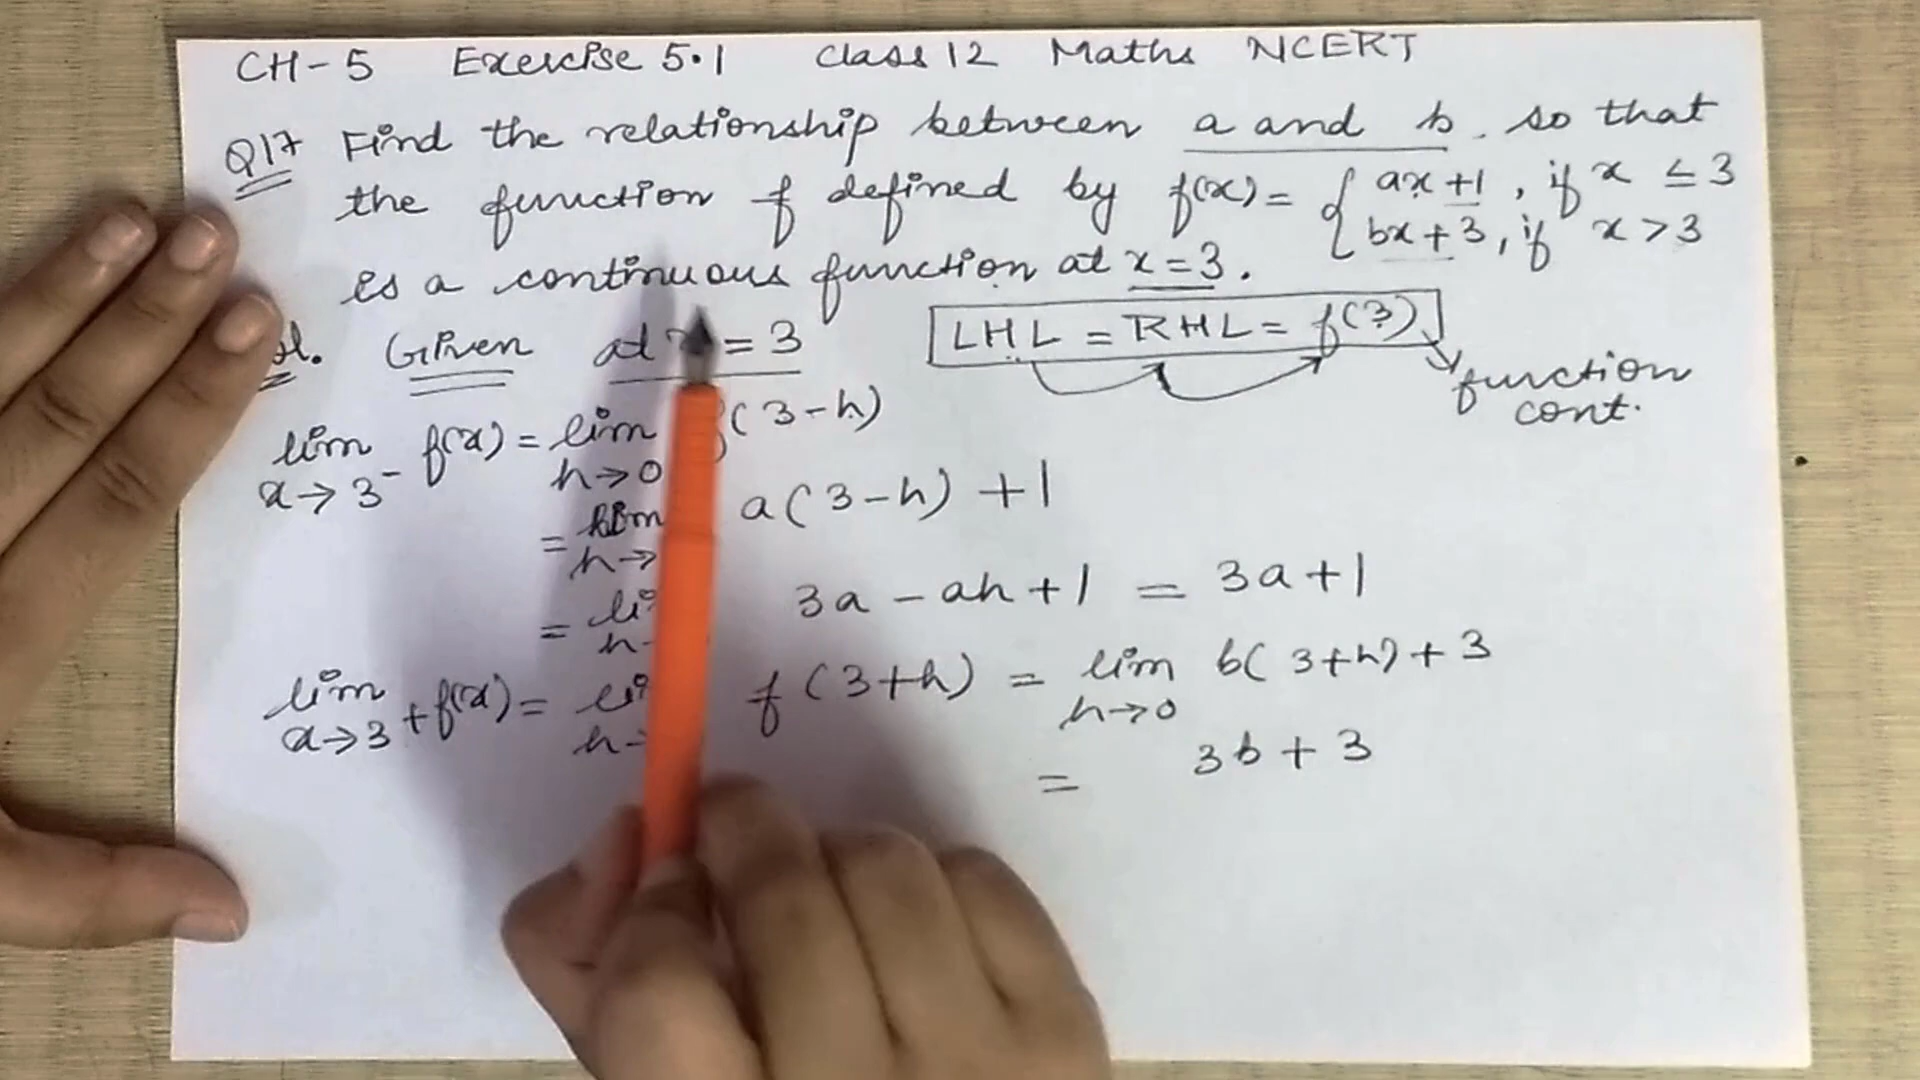 CH-5 Exercise 5.1 Class 12 Maths NCERT
Q17 Find the relationship between a and b. so that
the function f defined by f(x) = { ax+1, if x ≤ 3
bx+3, if x > 3
is a continuous function at x=3.
Given at = 3
LHL = RHL = f(3)
function
cont.
lim f(x) = lim (3-h)
x→3⁻ h→0
= lim a(3-h) +1
h→
= 3a - ah + 1 = 3a+1
h
lim f(x) = f(3+h) = lim b(3+h)+3
x→3+ h h→0
= 3b+3